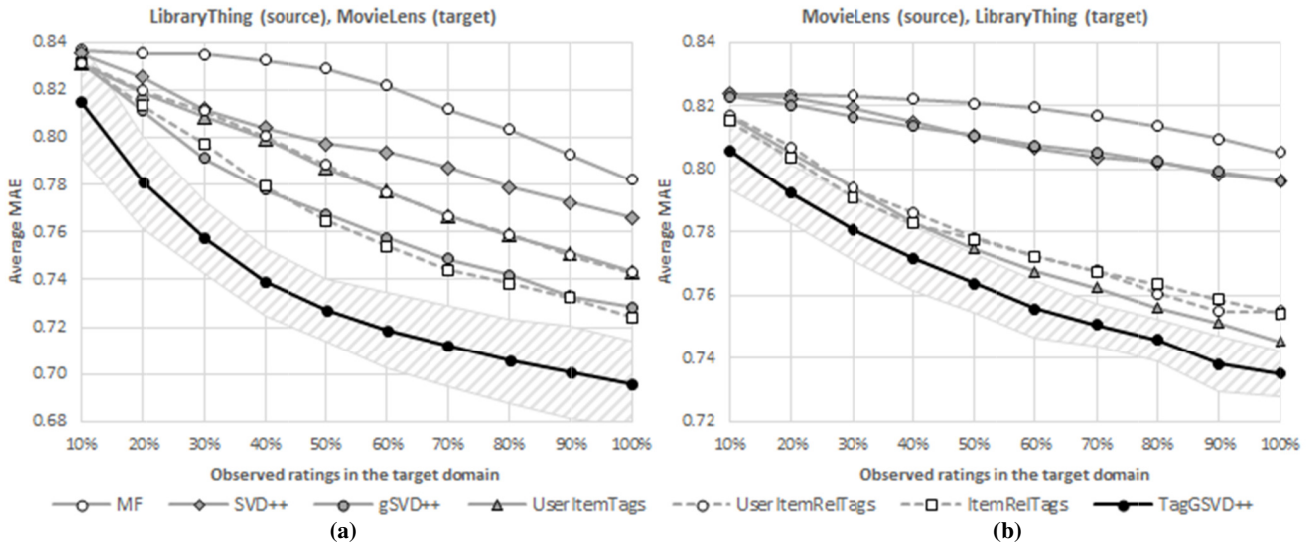 LibraryThing (source), MovieLens (target)
0.84
0.82
0.80
0.78
0.76
0.74
0.72
0.70
0.68
Average MAE
10% 20% 30% 40% 50% 60% 70% 80% 90% 100%
Observed ratings in the target domain
MovieLens (source), LibraryThing (target)
0.84
0.82
0.80
0.78
0.76
0.74
0.72
Average MAE
10% 20% 30% 40% 50% 60% 70% 80% 90% 100%
Observed ratings in the target domain
MF SVD++ gSVD++ UserItemTags UserItemRelTags ItemRelTags TagGSVD++
(a) (b)